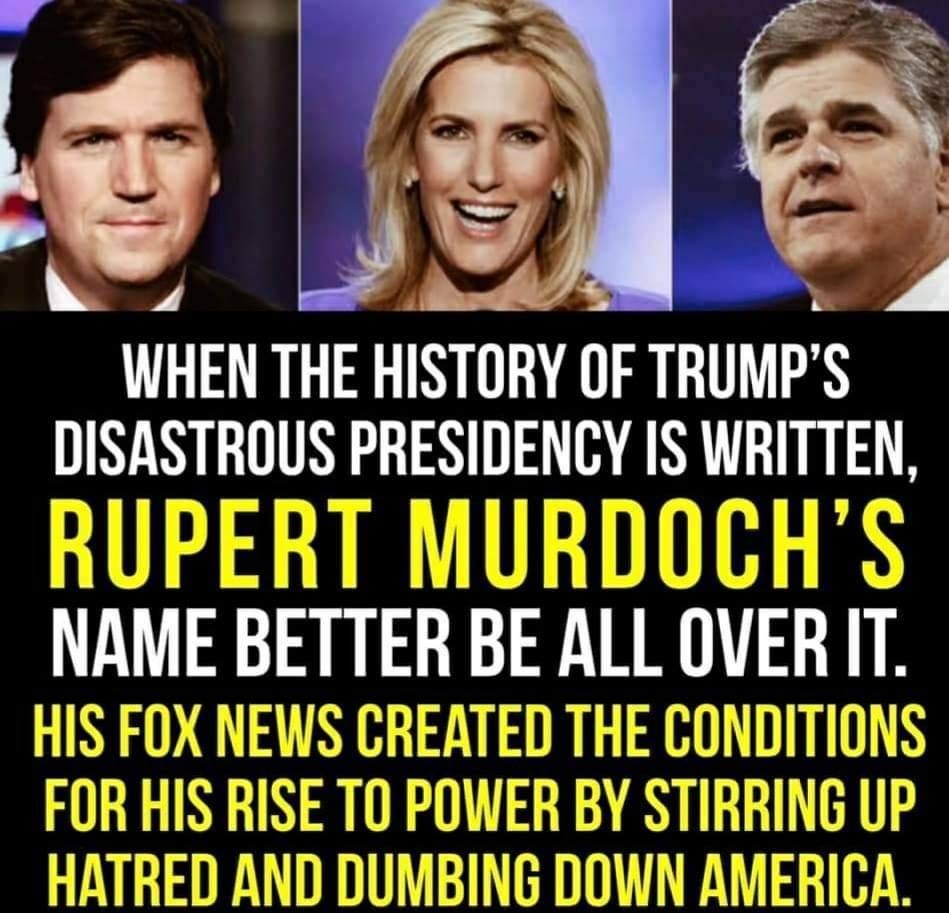 WHEN THE HISTORY OF TRUMP'S
DISASTROUS PRESIDENCY IS WRITTEN,
RUPERT MURDOCH'S
NAME BETTER BE ALL OVER IT.
HIS FOX NEWS CREATED THE CONDITIONS
FOR HIS RISE TO POWER BY STIRRING UP
HATRED AND DUMBING DOWN AMERICA.